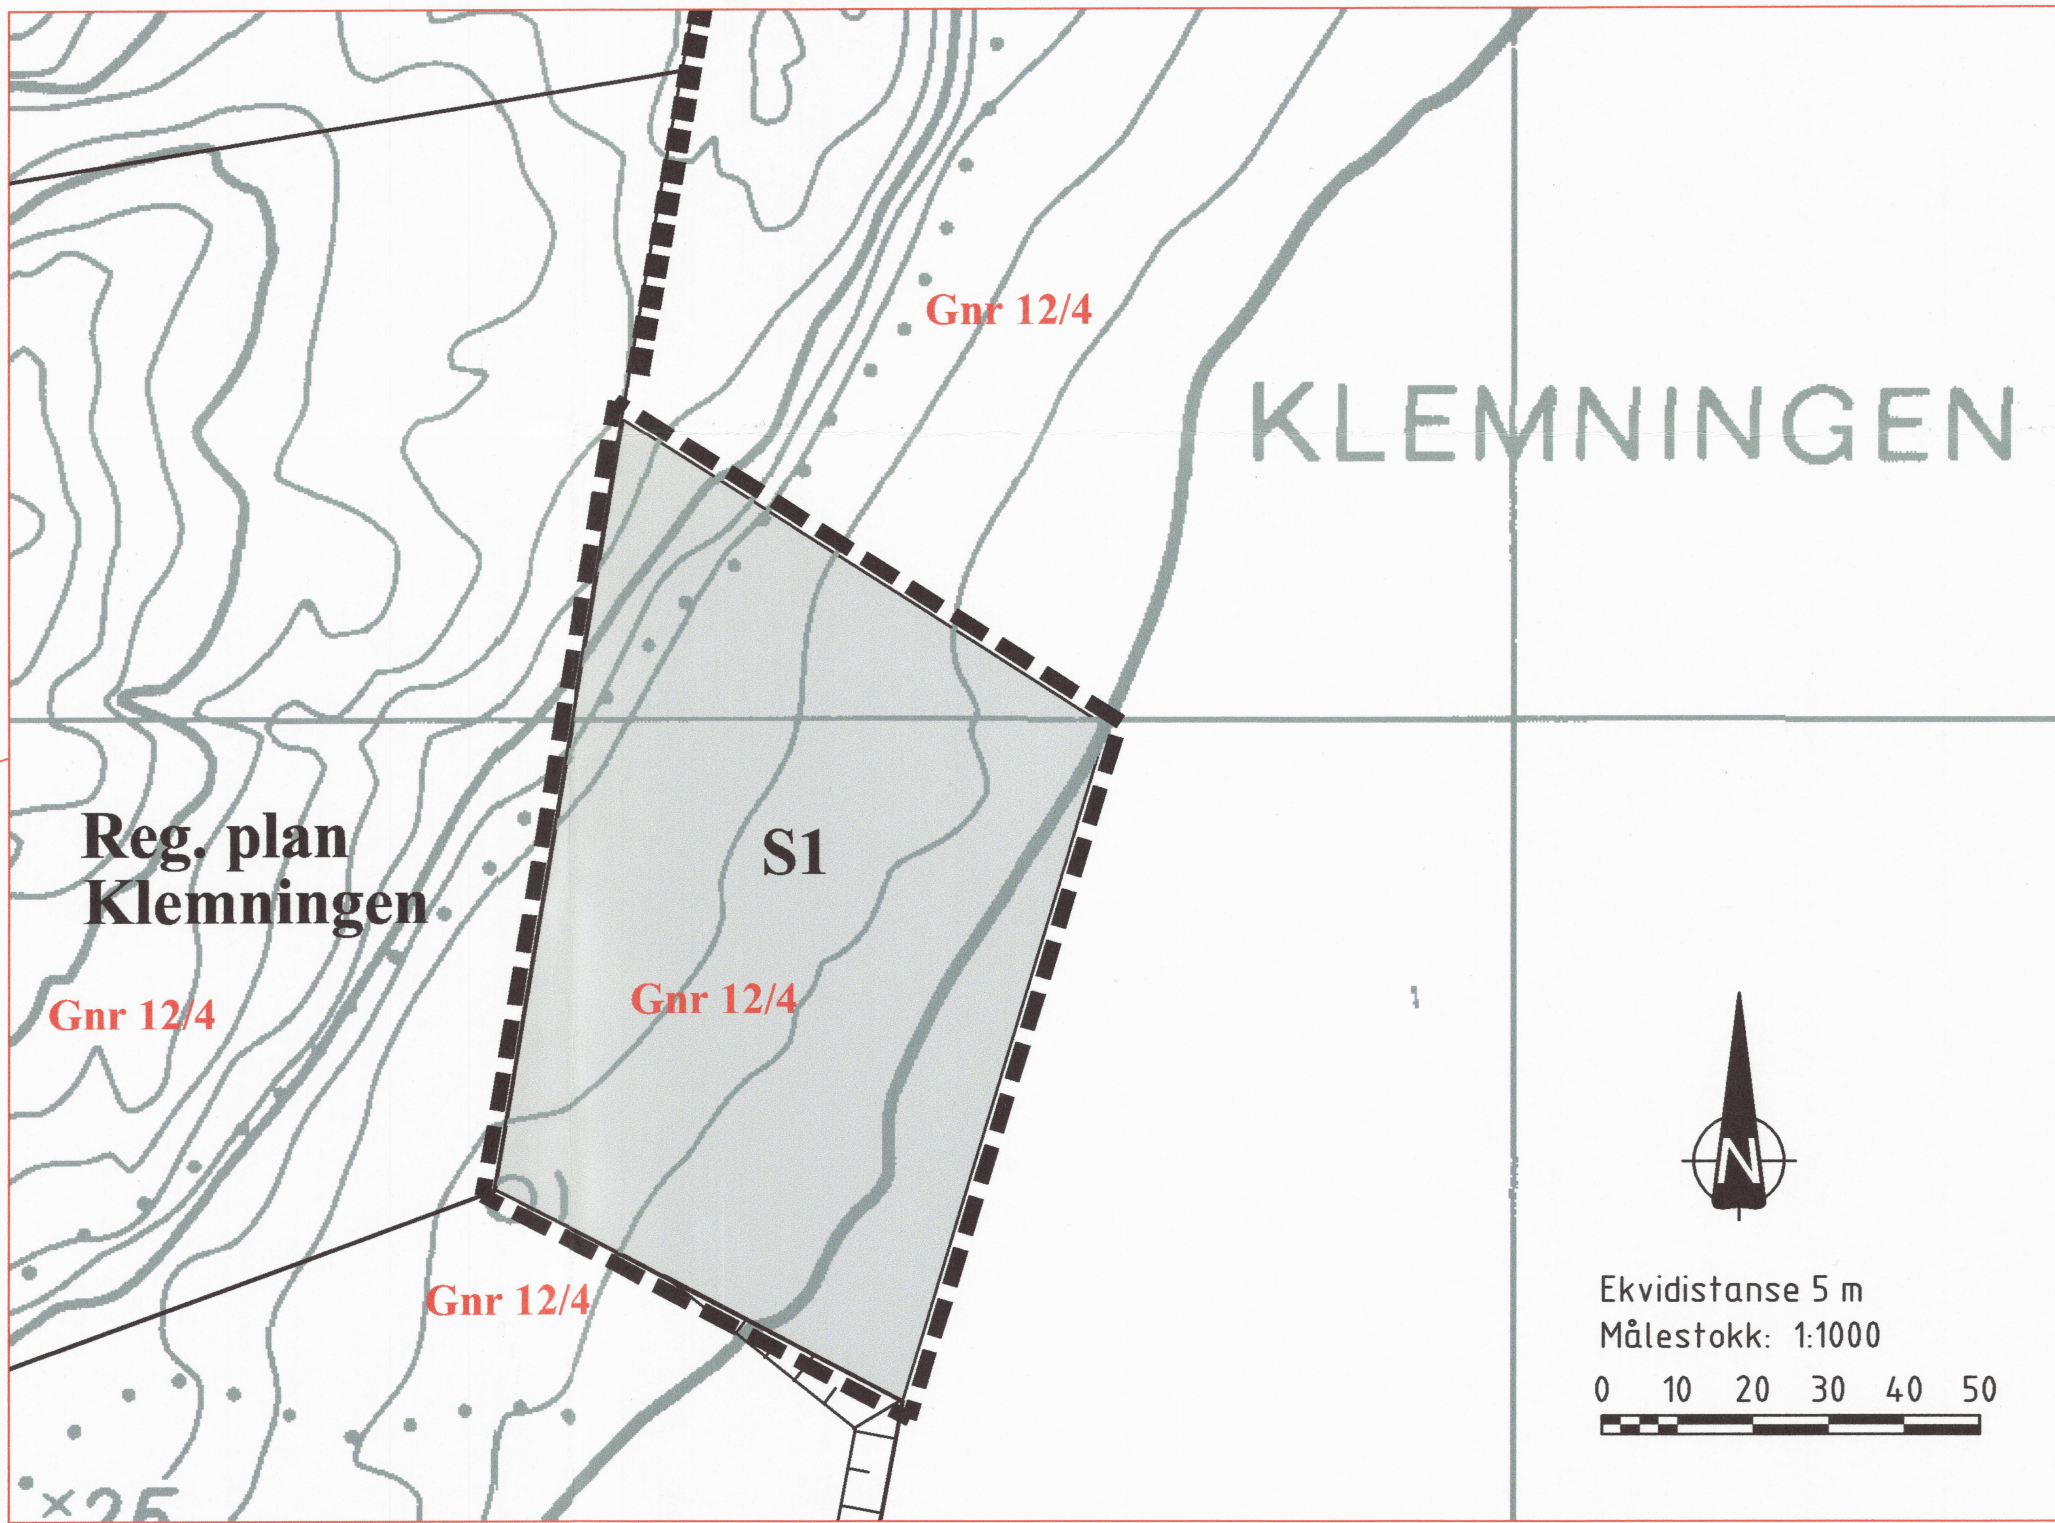 Gnr 12/4
KLEMNINGEN
Reg. plan
Klemningen
S1
Gnr 12/4
Gnr 12/4
Gnr 12/4
N
Ekvidistanse 5 m
Målestokk: 1:1000
0 10 20 30 40 50